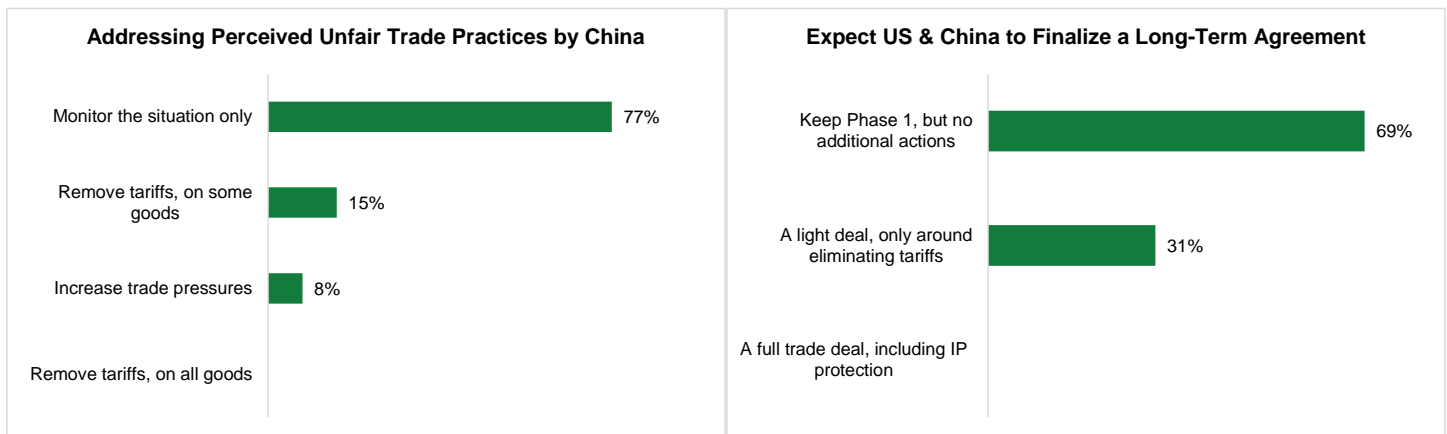 Addressing Perceived Unfair Trade Practices by China
Monitor the situation only
77%
Remove tariffs, on some
goods
15%
Increase trade pressures
8%
Remove tariffs, on all goods
Expect US & China to Finalize a Long-Term Agreement
Keep Phase 1, but no
additional actions
69%
A light deal, only around
eliminating tariffs
31%
A full trade deal, including IP
protection